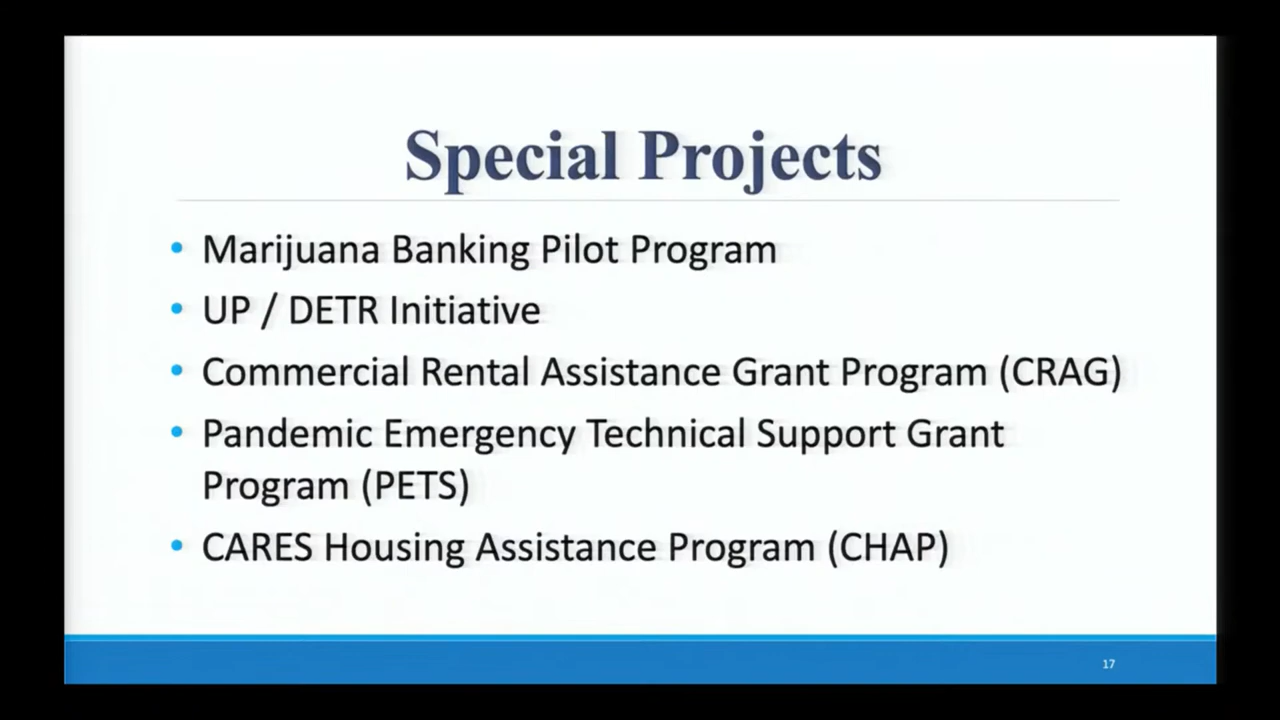 Special Projects
• Marijuana Banking Pilot Program
• UP / DETR Initiative
• Commercial Rental Assistance Grant Program (CRAG)
• Pandemic Emergency Technical Support Grant
Program (PETS)
• CARES Housing Assistance Program (CHAP)
17